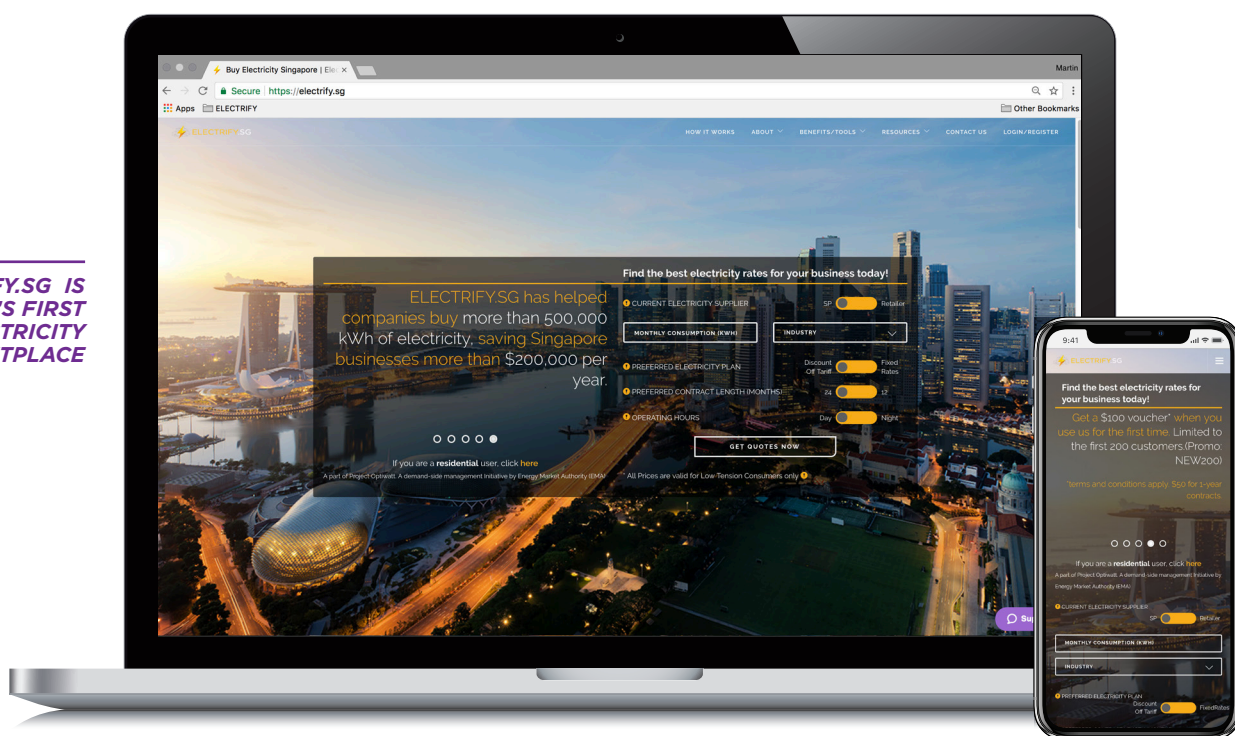 FY.SG IS
'S FIRST
TRICITY
TPLACE
Buy Electricity Singapore | Ele
Martin
Secure
https://electrify.sg
Apps
ELECTRIFY
Other Bookmarks
ELECTRIFY.SG
HOW IT WORKS
ABOUT
BENEFITS/TOOLS
RESOURCES
CONTACT US
LOGIN/REGISTER
ELECTRIFY.SG has helped
companies buy more than 500,000
kWh of electricity, saving Singapore
businesses more than $200,000 per
year.
If you are a residential user, click here
A part of Project Optiwatt. A demand-side management Initiative by Energy Market Authority (EMA)
Find the best electricity rates for your business today!
CURRENT ELECTRICITY SUPPLIER
SP
Retailer
MONTHLY CONSUMPTION (KWH)
INDUSTRY
PREFERRED ELECTRICITY PLAN
Discount
Off Tariff
Fixed
Rates
PREFERRED CONTRACT LENGTH (MONTHS)
24
12
OPERATING HOURS
Day
Night
GET QUOTES NOW
* All Prices are valid for Low Tension Consumers only
Su
9:41
ELECTRIFY.SG
Find the best electricity rates for
your business today!
Get a $100 voucher* when you
use us for the first time. Limited to
the first 200 customers.(Promo:
NEW200)
*terms and conditions apply. $50 for 1-year
contracts.
If you are a residential user, click here
A part of Project Optiwatt. A demand-side management Initiative by
Energy Market Authority (EMA)
CURRENT ELECTRICITY SUPPLIER
SP
Retailer
MONTHLY CONSUMPTION (KWH)
INDUSTRY
PREFERRED ELECTRICITY PLAN
Discount
Off Tariff
FixedRates